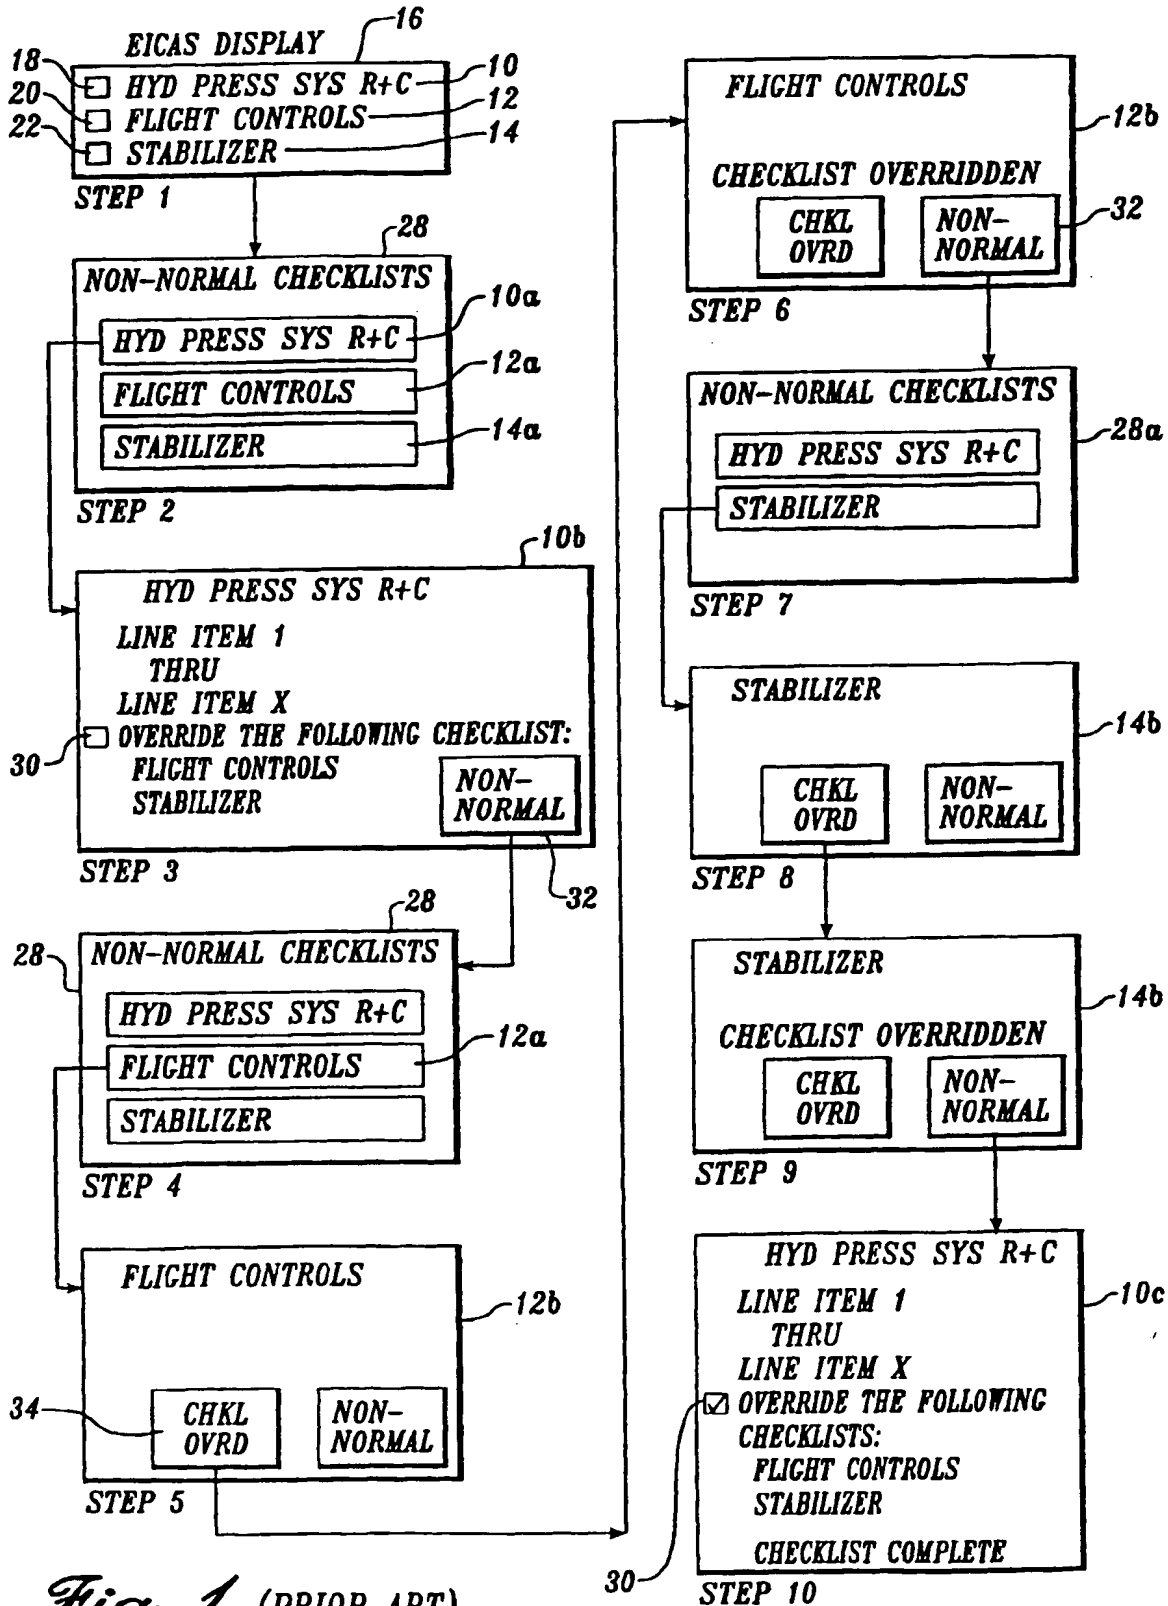 EICAS DISPLAY
16
18
HYD PRESS SYS R+C
10
20
FLIGHT CONTROLS
12
22
STABILIZER
14
STEP 1
28
NON-NORMAL CHECKLISTS
10a
HYD PRESS SYS R+C
12a
FLIGHT CONTROLS
14a
STABILIZER
STEP 2
10b
HYD PRESS SYS R+C
LINE ITEM 1
THRU
LINE ITEM X
OVERRIDE THE FOLLOWING CHECKLIST:
30
FLIGHT CONTROLS
STABILIZER
NON-
NORMAL
STEP 3
32
28
NON-NORMAL CHECKLISTS
28
HYD PRESS SYS R+C
12a
FLIGHT CONTROLS
STABILIZER
STEP 4
FLIGHT CONTROLS
12b
34
CHKL
OVRD
NON-
NORMAL
STEP 5
FLIGHT CONTROLS
12b
CHECKLIST OVERRIDDEN
CHKL
OVRD
NON-
NORMAL
32
STEP 6
NON-NORMAL CHECKLISTS
28a
HYD PRESS SYS R+C
STABILIZER
STEP 7
STABILIZER
14b
CHKL
OVRD
NON-
NORMAL
STEP 8
STABILIZER
14b
CHECKLIST OVERRIDDEN
CHKL
OVRD
NON-
NORMAL
STEP 9
HYD PRESS SYS R+C
10c
LINE ITEM 1
THRU
LINE ITEM X
OVERRIDE THE FOLLOWING
CHECKLISTS:
FLIGHT CONTROLS
STABILIZER
CHECKLIST COMPLETE
30
STEP 10
Fig. 1 (PRIOR ART)